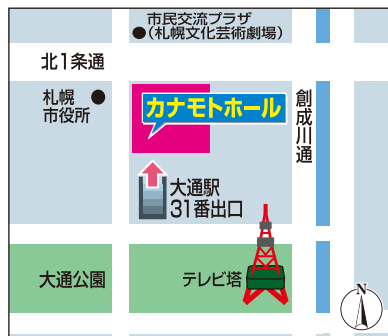 市民交流プラザ
(札幌文化芸術劇場)
北1条通
札幌
市役所
カナモトホール
創成川通
大通駅
31番出口
大通公園
テレビ塔
N